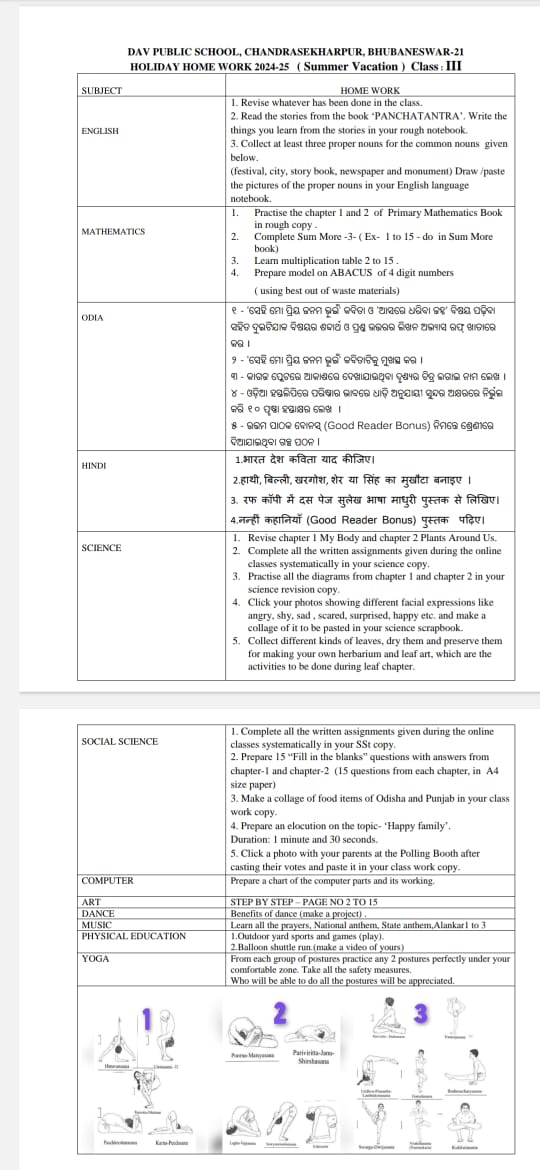 DAV PUBLIC SCHOOL, CHANDRASEKHARPUR, BHUBANESWAR-21
HOLIDAY HOME WORK 2024-25 ( Summer Vacation ) Class : III
SUBJECT
HOME WORK
ENGLISH
1. Revise whatever has been done in the class.
2. Read the stories from the book ‘PANCHATANTRA’. Write the
things you learn from the stories in your rough notebook.
3. Collect at least three proper nouns for the common nouns given
below.
(festival, city, story book, newspaper and monument) Draw /paste
the pictures of the proper nouns in your English language
notebook.
MATHEMATICS
1. Practise the chapter 1 and 2 of Primary Mathematics Book
in rough copy .
2. Complete Sum More -3- ( Ex- 1 to 15 - do in Sum More
book)
3. Learn multiplication table 2 to 15 .
4. Prepare model on ABACUS of 4 digit numbers
( using best out of waste materials)
ODIA
୧ - 'ସେହି ମୋ ପ୍ରିୟ ଜନମ ଭୂଇଁ' କବିତା ଓ 'ଆସରେ ଧରିବା ଜହ୍ନ' ବିଷୟ ପଢ଼ିବା
ସହିତ ଦୁଇଟିଯାକ ବିଷୟର ଶବ୍ଦାର୍ଥ ଓ ପ୍ରଶ୍ନ ଉତ୍ତରର ଲିଖନ ଅଭ୍ୟାସ ରଫ୍ ଖାତାରେ
କର ।
୨ - 'ସେହି ମୋ ପ୍ରିୟ ଜନମ ଭୂଇଁ' କବିତାଟିକୁ ମୁଖସ୍ଥ କର ।
୩ - କାଗଜ ପ୍ଲେଟରେ ଆକାଶରେ ଦେଖାଯାଉଥିବା ଦୃଶ୍ୟର ଚିତ୍ର ଲଗାଇ ନାମ ଲେଖ ।
୪ - ଓଡ଼ିଆ ହସ୍ତଲିପିରେ ପରିଷ୍କାର ଭାବରେ ଧାଡ଼ି ଅନୁଯାୟୀ ସୁନ୍ଦର ଅକ୍ଷରରେ ନିର୍ଭୁଲ
କରି ୧୦ ପୃଷ୍ଠା ହସ୍ତାକ୍ଷର ଲେଖ ।
୫ - ଉତ୍ତମ ପାଠକ ବୋନସ୍ (Good Reader Bonus) ନିମନ୍ତେ ଶ୍ରେଣୀରେ
ଦିଆଯାଇଥିବା ଗଳ୍ପ ପଠନ ।
HINDI
1.भारत देश कविता याद कीजिए।
2.हाथी, बिल्ली, खरगोश, शेर या सिंह का मुखौटा बनाइए ।
3. रफ कॉपी में दस पेज सुलेख भाषा माधुरी पुस्तक से लिखिए।
4.नन्हीं कहानियाँ (Good Reader Bonus) पुस्तक पढ़िए।
SCIENCE
1. Revise chapter 1 My Body and chapter 2 Plants Around Us.
2. Complete all the written assignments given during the online
classes systematically in your science copy.
3. Practise all the diagrams from chapter 1 and chapter 2 in your
science revision copy.
4. Click your photos showing different facial expressions like
angry, shy, sad , scared, surprised, happy etc. and make a
collage of it to be pasted in your science scrapbook.
5. Collect different kinds of leaves, dry them and preserve them
for making your own herbarium and leaf art, which are the
activities to be done during leaf chapter.
SOCIAL SCIENCE
1. Complete all the written assignments given during the online
classes systematically in your SSt copy.
2. Prepare 15 “Fill in the blanks” questions with answers from
chapter-1 and chapter-2 (15 questions from each chapter, in A4
size paper)
3. Make a collage of food items of Odisha and Punjab in your class
work copy.
4. Prepare an elocution on the topic- ‘Happy family’.
Duration: 1 minute and 30 seconds.
5. Click a photo with your parents at the Polling Booth after
casting their votes and paste it in your class work copy.
COMPUTER
Prepare a chart of the computer parts and its working.
ART
STEP BY STEP – PAGE NO 2 TO 15
DANCE
Benefits of dance (make a project) .
MUSIC
Learn all the prayers, National anthem, State anthem,Alankar1 to 3
PHYSICAL EDUCATION
1.Outdoor yard sports and games (play).
2.Balloon shuttle run.(make a video of yours)
YOGA
From each group of postures practice any 2 postures perfectly under your
comfortable zone. Take all the safety measures.
Who will be able to do all the postures will be appreciated.
1
2
3
Poorna-Matsyasana
Parivritta-Janu-
Shirshasana